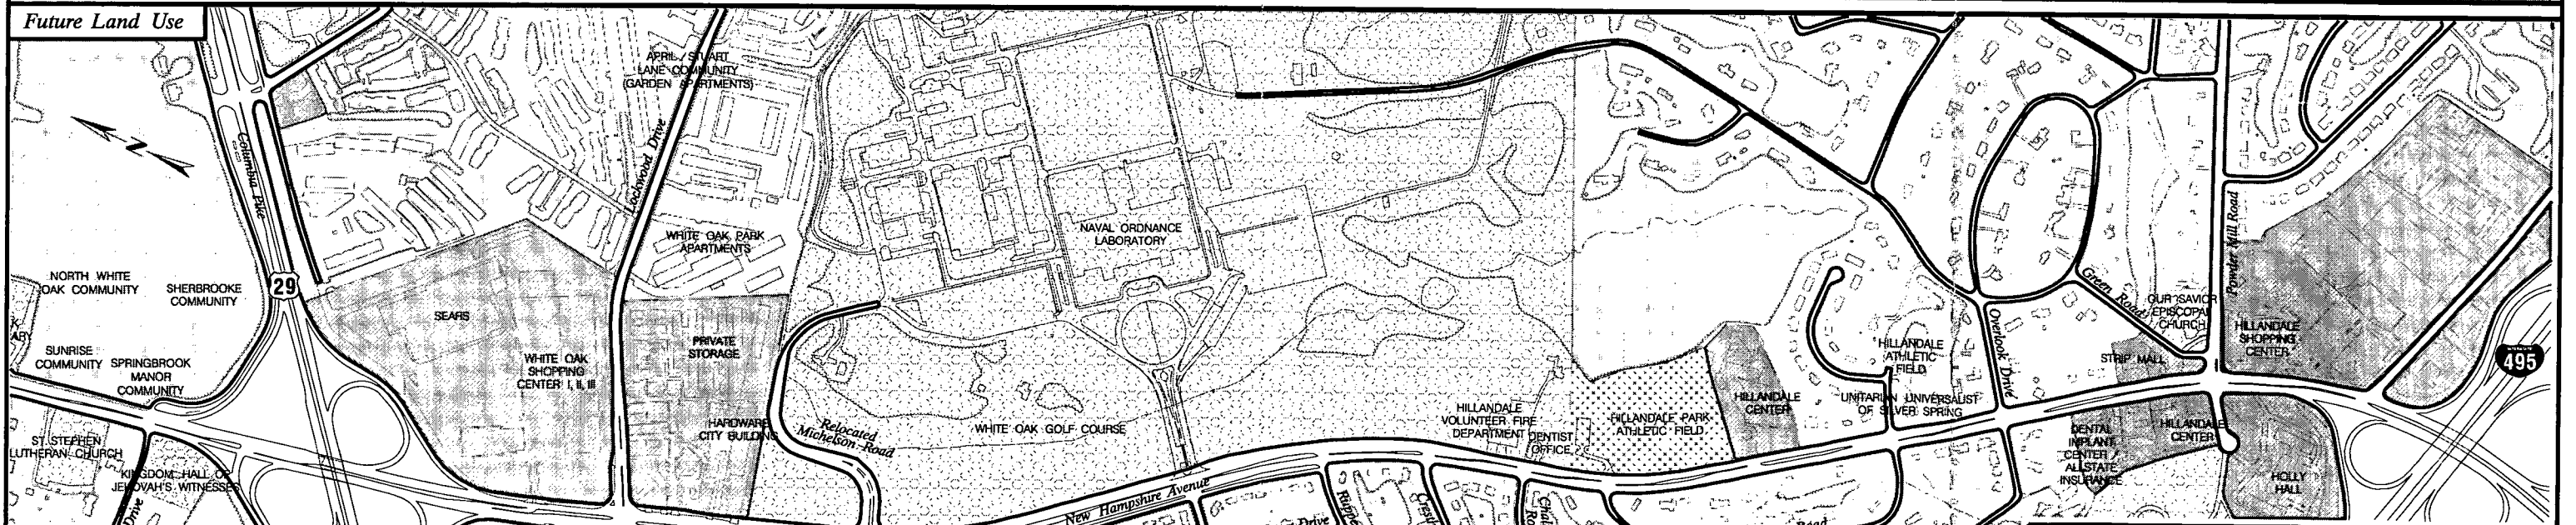 Future Land Use
APRIL / STUART
LANE COMMUNITY
(GARDEN APARTMENTS)
Columbia Pike
Lockwood Drive
N
WHITE OAK PARK
APARTMENTS
NAVAL ORDNANCE
LABORATORY
Powder Mill Road
NORTH WHITE
OAK COMMUNITY
SHERBROOKE
COMMUNITY
29
SEARS
Green Road
OUR SAVIOR
EPISCOPAL
CHURCH
Overlook Drive
HILLANDALE
SHOPPING
CENTER
495
SUNRISE
COMMUNITY
SPRINGBROOK
MANOR
COMMUNITY
WHITE OAK
SHOPPING
CENTER I, II, III
PRIVATE
STORAGE
HILLANDALE
ATHLETIC
FIELD
STRIP MALL
HILLANDALE
CENTER
UNITARIAN UNIVERSALIST
OF SILVER SPRING
HARDWARE
CITY BUILDING
Relocated
Michelson Road
WHITE OAK GOLF COURSE
HILLANDALE
VOLUNTEER FIRE
DEPARTMENT
DENTIST
OFFICE
HILLANDALE PARK
ATHLETIC FIELD
DENTAL
IMPLANT
CENTER /
ALLSTATE
INSURANCE
HILLANDALE
CENTER
ST. STEPHEN
LUTHERAN CHURCH
KINGDOM HALL OF
JEHOVAH'S WITNESSES
HOLLY
HALL
New Hampshire Avenue
Drive
Drive
Road